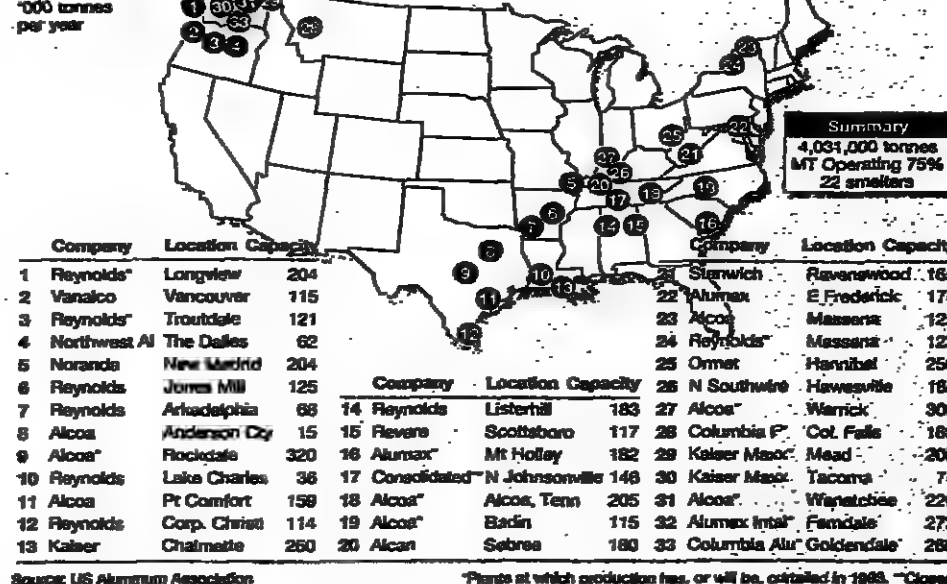 '000 tonnes
per year
Summary
4,031,000 tonnes
MT Operating 75%
22 smelters
Company Location Capacity
1 Reynolds* Longview 204
2 Vanalco Vancouver 115
3 Reynolds* Troutdale 121
4 Northwest Al The Dalles 82
5 Noranda New Madrid 204
6 Reynolds Jones Mill 125
7 Reynolds Arkadelphia 68
8 Alcoa Anderson Cty 15
9 Alcoa* Rockdale 320
10 Reynolds Lake Charles 36
11 Alcoa Pt Comfort 159
12 Reynolds Corp. Christi 114
13 Kaiser Chalmette 260
Company Location Capacity
14 Reynolds Listerhill 183
15 Revere Scottsboro 117
16 Alumax* Mt Holley 182
17 Consolidated** N Johnsonville 146
18 Alcoa* Alcoa, Tenn 205
19 Alcoa* Badin 115
20 Alcan Sebree 180
Company Location Capacit
21 Stanwich Ravenswood
22 Alumax E Frederick
23 Alcoa Massena
24 Reynolds* Massena
25 Ormet Hannibal
26 N Southwire Hawesville
27 Alcoa* Warrick
28 Columbia F* Col. Falls
29 Kaiser Mead
30 Kaiser Tacoma
31 Alcoa* Wanatchee
32 Alumax Intal* Ferndale
33 Columbia Alu* Goldendale*
Source: US Aluminum Association
*Plants at which production has, or will be, curtailed in